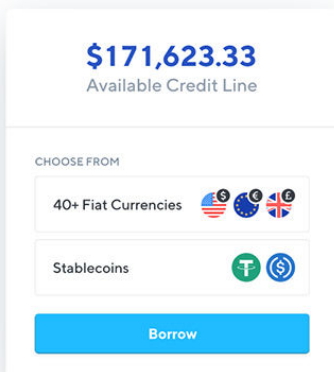 $171,623.33
Available Credit Line
CHOOSE FROM
40+ Fiat Currencies $ € £
Stablecoins
Borrow